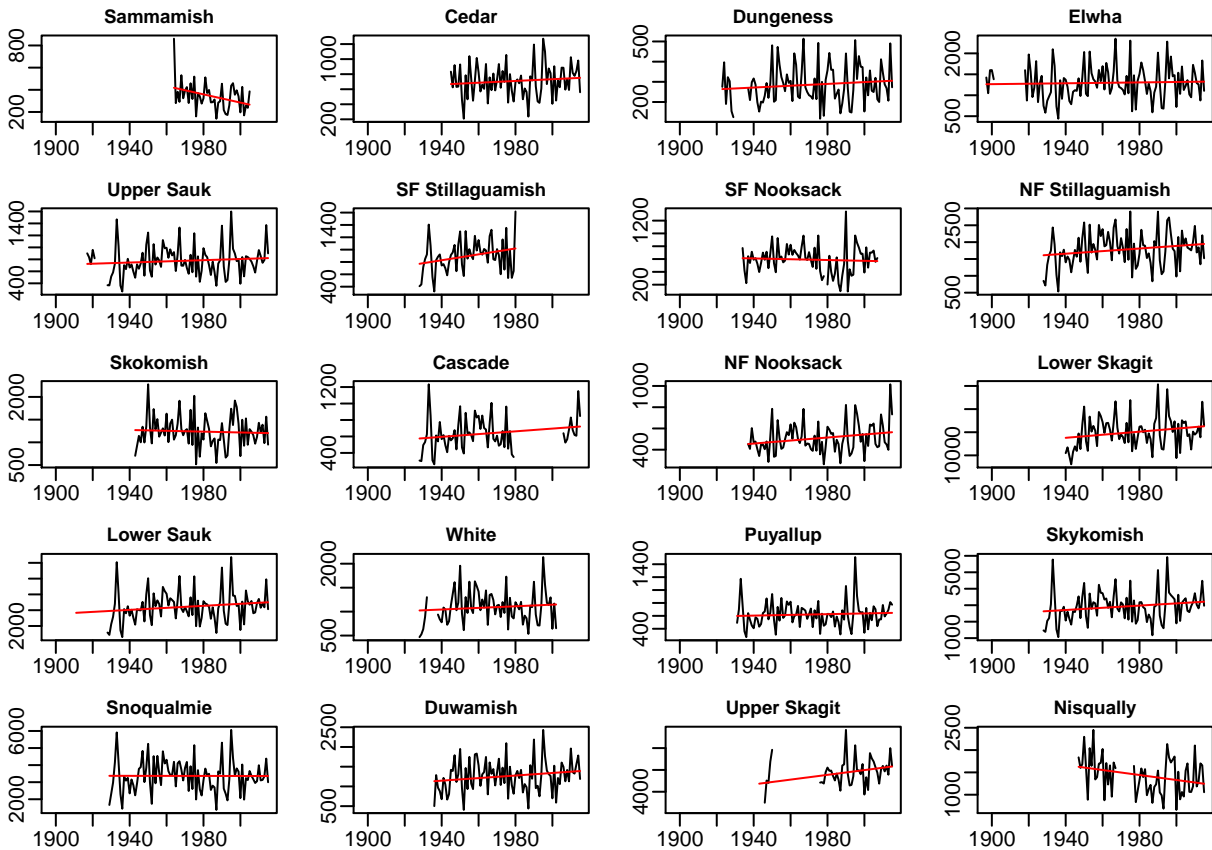 Sammamish
Cedar
Dungeness
Elwha
200 800
200 1000
200 500
500 2000
1900 1940 1980
1900 1940 1980
1900 1940 1980
1900 1940 1980
Upper Sauk
SF Stillaguamish
SF Nooksack
NF Stillaguamish
400 1400
400 1400
200 1200
500 2500
1900 1940 1980
1900 1940 1980
1900 1940 1980
1900 1940 1980
Skokomish
Cascade
NF Nooksack
Lower Skagit
500 2000
400 1200
400 1000
10000
1900 1940 1980
1900 1940 1980
1900 1940 1980
1900 1940 1980
Lower Sauk
White
Puyallup
Skykomish
2000
500 2000
400 1400
1000 5000
1900 1940 1980
1900 1940 1980
1900 1940 1980
1900 1940 1980
Snoqualmie
Duwamish
Upper Skagit
Nisqually
2000 6000
500 2500
4000
1000 2500
1900 1940 1980
1900 1940 1980
1900 1940 1980
1900 1940 1980